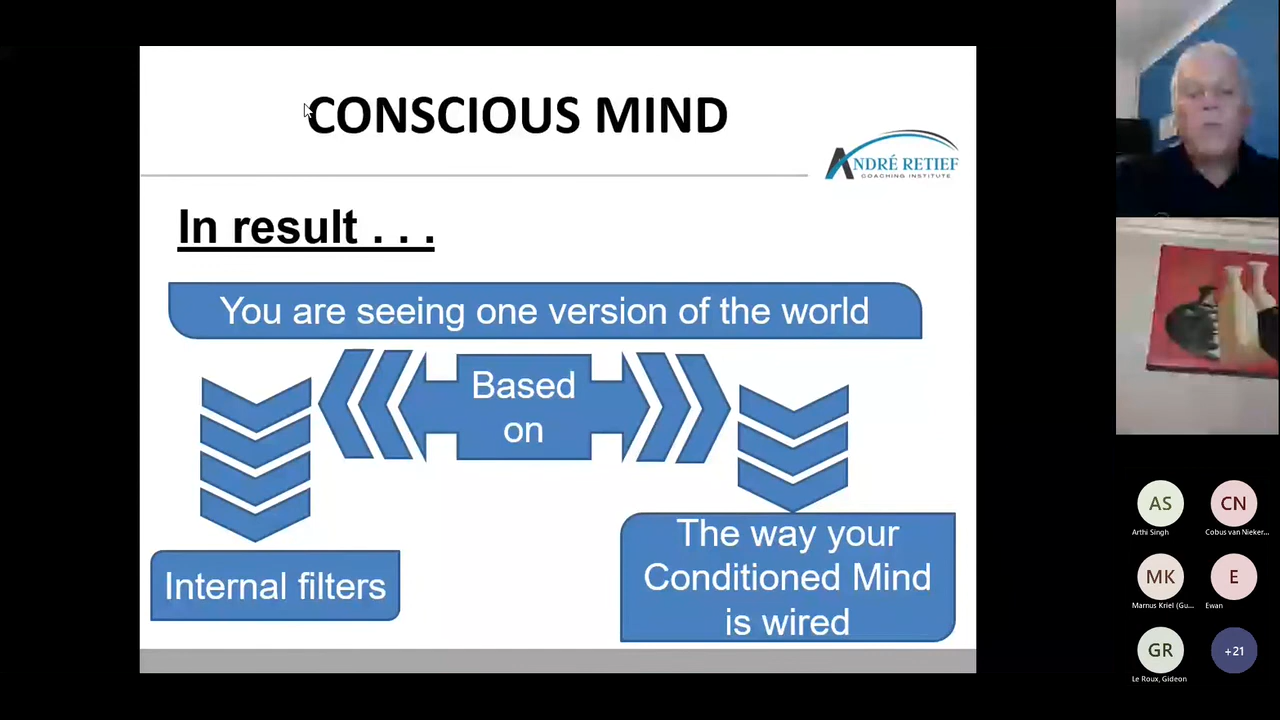 CONSCIOUS MIND
ANDRÉ RETIEF
COACHING INSTITUTE
In result . . .
You are seeing one version of the world
Based
on
Internal filters
The way your
Conditioned Mind
is wired
AS
CN
Arthi Singh
Cobus van Nieker...
MK
E
Marnus Kriel (Gu...
Ewan
GR
+21
Le Roux, Gideon